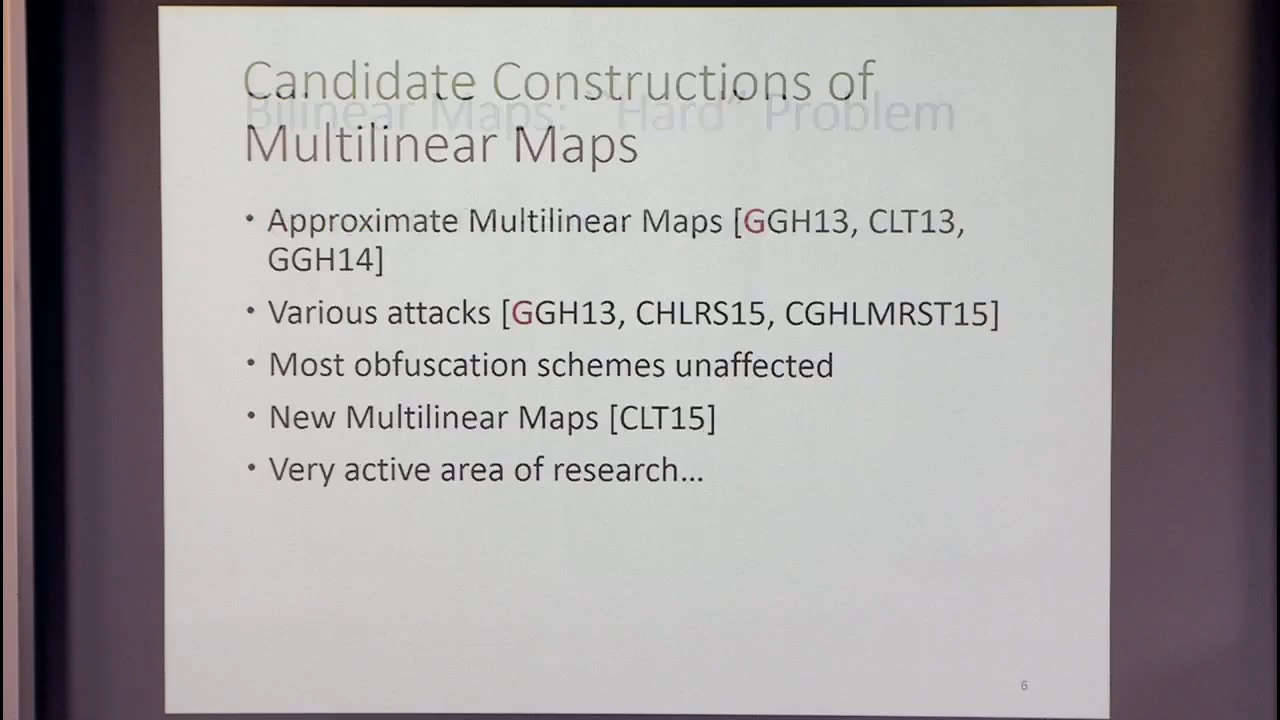 Candidate Constructions of
Bilinear Maps: "Hard" Problem
Multilinear Maps
• Approximate Multilinear Maps [GGH13, CLT13,
GGH14]
• Various attacks [GGH13, CHLRS15, CGHLMRST15]
• Most obfuscation schemes unaffected
• New Multilinear Maps [CLT15]
• Very active area of research...
6